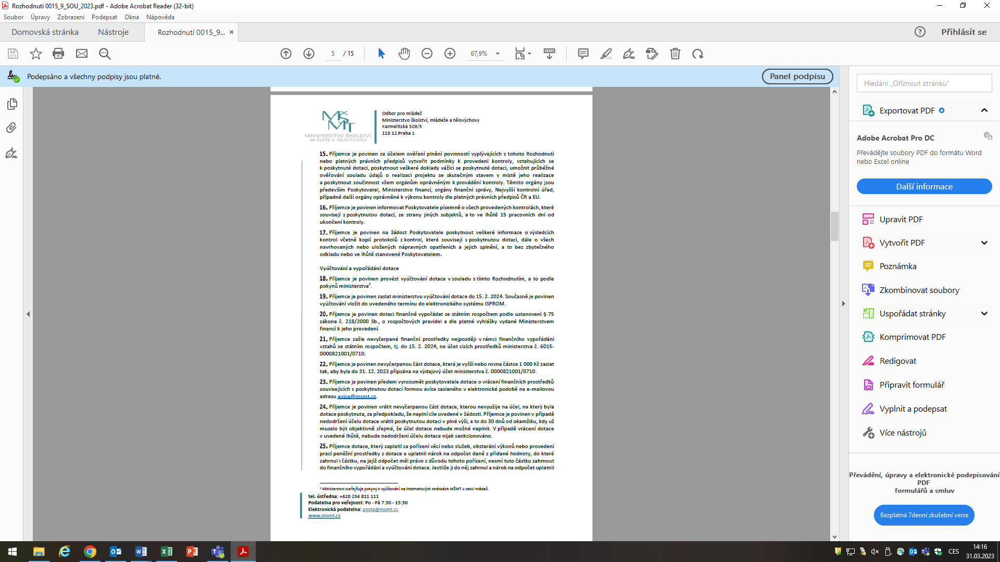 Rozhodnutí 0015_9_SOU_2023.pdf - Adobe Acrobat Reader (32-bit)
Soubor Úpravy Zobrazení Podepsat Okna Nápověda
Domovská stránka Nástroje Rozhodnutí 0015_9... × Přihlásit se
5 / 15 67,9%
Podepsáno a všechny podpisy jsou platné.
Panel podpisu
MŠMT
MINISTERSTVO ŠKOLSTVÍ,
MLÁDEŽE A TĚLOVÝCHOVY
Odbor pro mládež
Ministerstvo školství, mládeže a tělovýchovy
Karmelitská 529/5
118 12 Praha 1
15. Příjemce je povinen za účelem ověření plnění povinností vyplývajících z tohoto Rozhodnutí
nebo platných právních předpisů vytvořit podmínky k provedení kontroly, vztahujících se
k poskytnuté dotaci, poskytnout veškeré doklady vážící se poskytnuté dotaci, umožnit průběžné
ověřování souladu údajů o realizaci projektu se skutečným stavem v místě jeho realizace
a poskytnout součinnost všem orgánům oprávněným k provádění kontroly. Těmito orgány jsou
především Poskytovatel, Ministerstvo financí, orgány finanční správy, Nejvyšší kontrolní úřad,
případně další orgány oprávněné k výkonu kontroly dle platných právních předpisů ČR a EU.
16. Příjemce je povinen informovat Poskytovatele písemně o všech provedených kontrolách, které
souvisejí s poskytnutou dotací, ze strany jiných subjektů, a to ve lhůtě 15 pracovních dní od
ukončení kontroly.
17. Příjemce je povinen na žádost Poskytovatele poskytnout veškeré informace o výsledcích
kontrol včetně kopií protokolů z kontrol, které souvisejí s poskytnutou dotací, dále o všech
navrhovaných nebo uložených nápravných opatřeních a jejich splnění, a to bez zbytečného
odkladu nebo ve lhůtě stanovené Poskytovatelem.
Vyúčtování a vypořádání dotace
18. Příjemce je povinen provést vyúčtování dotace v souladu s tímto Rozhodnutím, a to podle
pokynů ministerstva².
19. Příjemce je povinen zaslat ministerstvu vyúčtování dotace do 15. 2. 2024. Současně je povinen
vyúčtování vložit do uvedeného termínu do elektronického systému ISPROM.
20. Příjemce je povinen dotaci finančně vypořádat se státním rozpočtem podle ustanovení § 75
zákona č. 218/2000 Sb., o rozpočtových pravidel a dle platné vyhlášky vydané Ministerstvem
financí k jeho provedení.
21. Příjemce zašle nevyčerpané finanční prostředky nejpozději v rámci finančního vypořádání
vztahů se státním rozpočtem, tj. do 15. 2. 2024, na účet cizích prostředků ministerstva č. 6015-
0000821001/0710.
22. Příjemce je povinen nevyčerpanou část dotace, která je vyšší nebo rovna částce 1 000 Kč zaslat
tak, aby byla do 31. 12. 2023 připsána na výdajový účet ministerstva č. 0000821001/0710.
23. Příjemce je povinen předem vyrozumět poskytovatele dotace o vrácení finančních prostředků
souvisejících s poskytnutou dotací formou avíza zaslaného v elektronické podobě na e-mailovou
adresu aviza@msmt.cz.
24. Příjemce je povinen vrátit nevyčerpanou část dotace, kterou nevyužije na účel, na který byla
dotace poskytnuta, za předpokladu, že naplní cíle uvedené v žádosti. Příjemce je povinen v případě
nedodržení účelu dotace vrátit poskytnutou dotaci v plné výši, a to do 30 dnů od okamžiku, kdy už
muselo být objektivně zřejmé, že účel dotace nebude možné naplnit. V případě vrácení dotace
v uvedené lhůtě, nebude nedodržení účelu dotace nijak sankcionováno.
25. Příjemce dotace, který zaplatil za pořízení věcí nebo služeb, obstarání výkonů nebo provedení
prací peněžní prostředky z dotace a uplatnil nárok na odpočet daně z přidané hodnoty, do které
zahrnul i částku, na jejíž odpočet měl právo z důvodu tohoto pořízení, nesmí tuto částku zahrnout
do finančního vypořádání a vyúčtování dotace. Jestliže ji do něj zahrnul a nárok na odpočet uplatnil
² Ministerstvo zveřejňuje pokyny k vyúčtování na internetových stránkách MŠMT v sekci mládež.
tel. ústředna: +420 234 811 111
Podatelna pro veřejnost: Po - Pá 7:30 - 15:30
Elektronická podatelna: posta@msmt.cz
www.msmt.cz
Hledání „Oříznout stránku“
Exportovat PDF
Adobe Acrobat Pro DC
Převádějte soubory PDF do formátu Word
nebo Excel online
Další informace
Upravit PDF
Vytvořit PDF
Poznámka
Zkombinovat soubory
Uspořádat stránky
Komprimovat PDF
Redigovat
Připravit formulář
Vyplnit a podepsat
Více nástrojů
Převádění, úpravy a elektronické podepisování
PDF
formulářů a smluv
Bezplatná 7denní zkušební verze
CES
14:16
31.03.2023